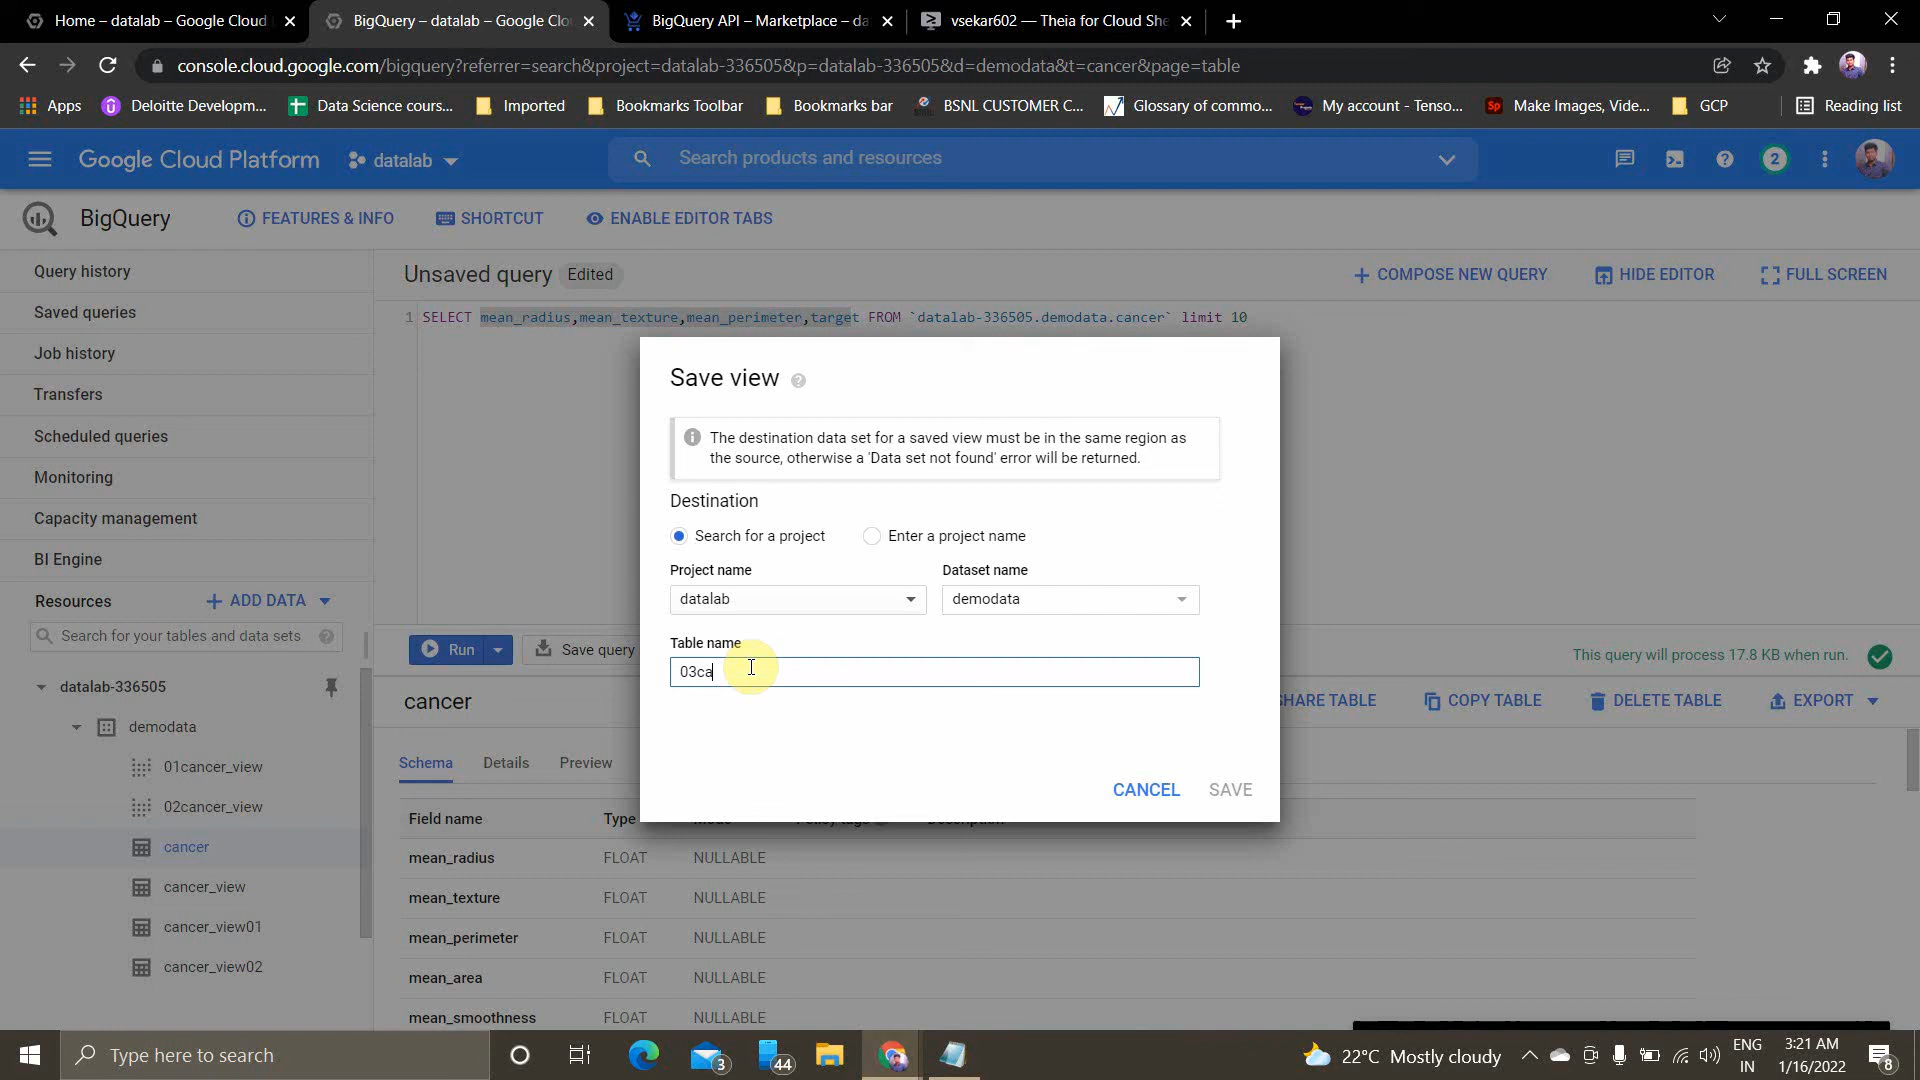 Home – datalab – Google Cloud
BigQuery – datalab – Google Clo
BigQuery API – Marketplace – da
vsekar602 — Theia for Cloud She
console.cloud.google.com/bigquery?referrer=search&project=datalab-336505&p=datalab-336505&d=demodata&t=cancer&page=table
Apps
Deloitte Developm...
Data Science cours...
Imported
Bookmarks Toolbar
Bookmarks bar
BSNL CUSTOMER C...
Glossary of commo...
My account - Tenso...
Sp
Make Images, Vide...
GCP
Reading list
Google Cloud Platform
datalab
Search products and resources
2
BigQuery
FEATURES & INFO
SHORTCUT
ENABLE EDITOR TABS
Query history
Saved queries
Job history
Transfers
Scheduled queries
Monitoring
Capacity management
BI Engine
Resources
+ ADD DATA
Search for your tables and data sets
datalab-336505
demodata
01cancer_view
02cancer_view
cancer
cancer_view
cancer_view01
cancer_view02
Unsaved query Edited
+ COMPOSE NEW QUERY
HIDE EDITOR
FULL SCREEN
1 SELECT mean_radius,mean_texture,mean_perimeter,target FROM `datalab-336505.demodata.cancer` limit 10
Save view
The destination data set for a saved view must be in the same region as
the source, otherwise a 'Data set not found' error will be returned.
Destination
Search for a project
Enter a project name
Project name
Dataset name
datalab
demodata
Table name
03ca
CANCEL
SAVE
Run
Save query
This query will process 17.8 KB when run.
cancer
SHARE TABLE
COPY TABLE
DELETE TABLE
EXPORT
Schema
Details
Preview
Field name
Type
mean_radius FLOAT NULLABLE
mean_texture FLOAT NULLABLE
mean_perimeter FLOAT NULLABLE
mean_area FLOAT NULLABLE
mean_smoothness FLOAT NULLABLE
Type here to search
3
44
22°C Mostly cloudy
ENG
IN
3:21 AM
1/16/2022
8